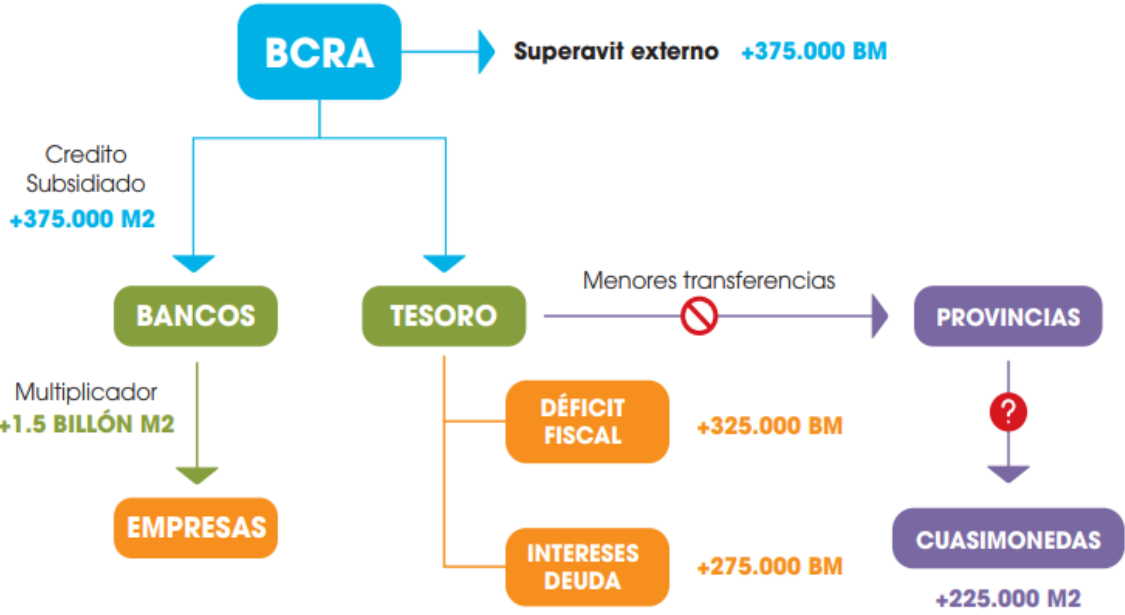 BCRA
Superavit externo +375.000 BM
Credito
Subsidiado
+375.000 M2
BANCOS
TESORO
Menores transferencias
PROVINCIAS
Multiplicador
+1.5 BILLÓN M2
DÉFICIT
FISCAL
+325.000 BM
?
EMPRESAS
INTERESES
DEUDA
+275.000 BM
CUASIMONEDAS
+225.000 M2